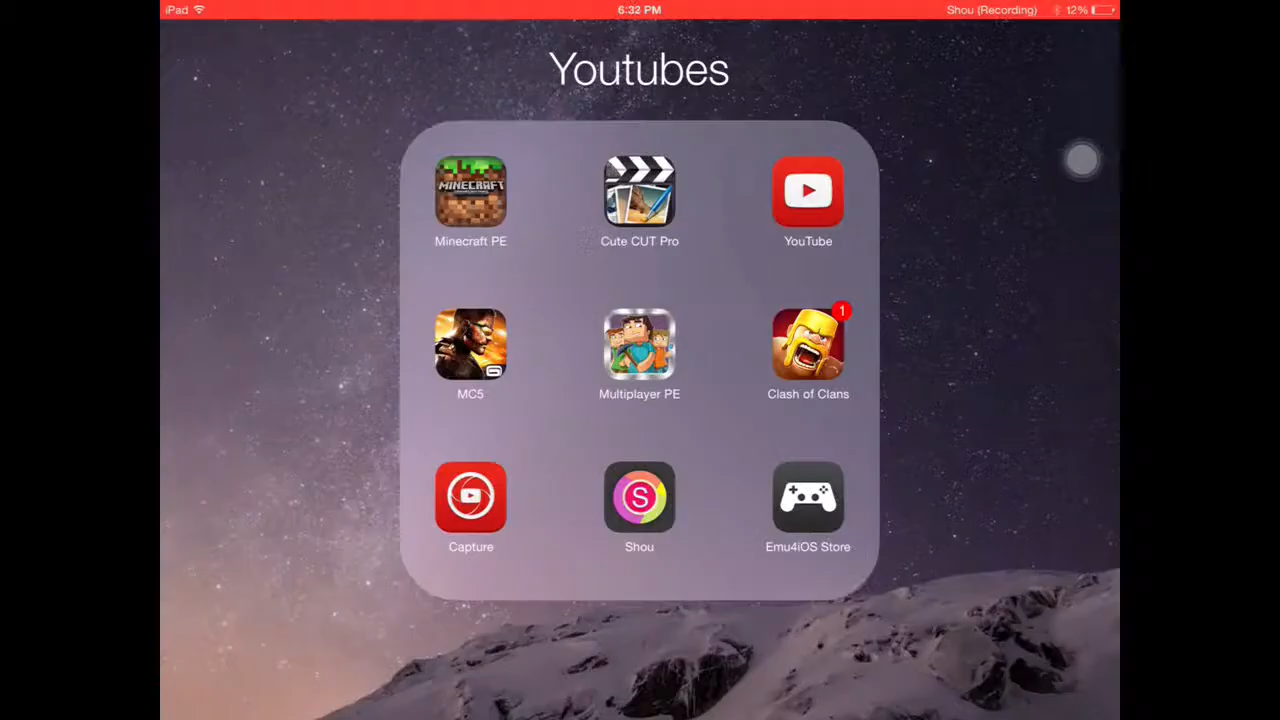 iPad 6:32 PM Shou (Recording) 12%
Youtubes
MINECRAFT
Minecraft PE Cute CUT Pro YouTube
1
MC5 Multiplayer PE Clash of Clans
S
Capture Shou Emu4iOS Store